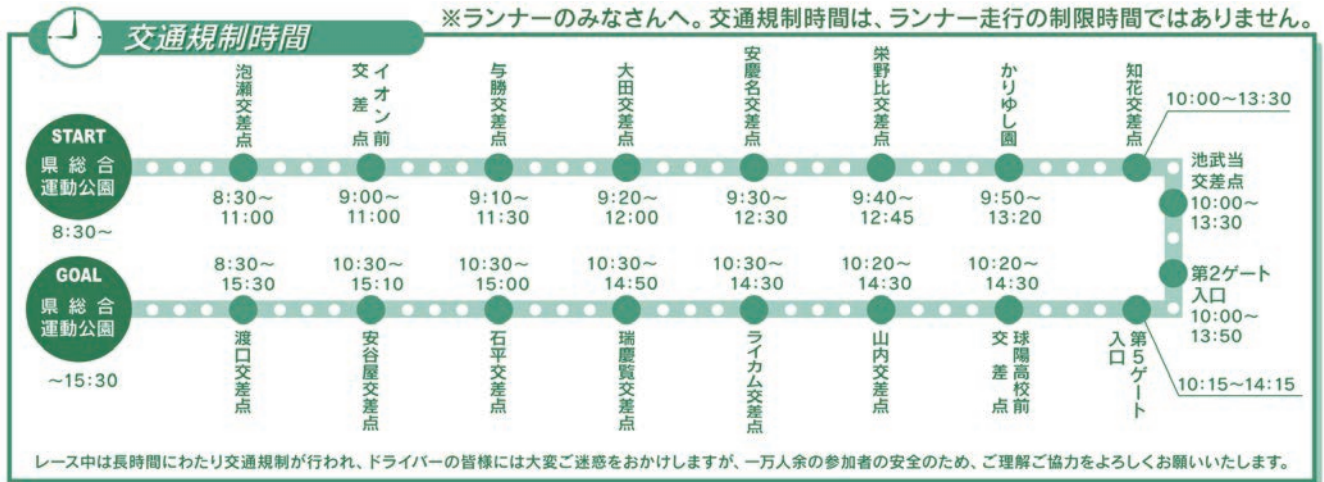 ※ランナーのみなさんへ。交通規制時間は、ランナー走行の制限時間ではありません。
交通規制時間
START
県総合
運動公園
8:30〜
泡瀬交差点
8:30〜
11:00
イオン前
交差点
9:00〜
11:00
与勝交差点
9:10〜
11:30
大田交差点
9:20〜
12:00
安慶名交差点
9:30〜
12:30
栄野比交差点
9:40〜
12:45
かりゆし園
9:50〜
13:20
知花交差点
10:00〜13:30
池武当
交差点
10:00〜
13:30
第2ゲート
入口
10:00〜
13:50
第5ゲート
入口
10:15〜14:15
10:20〜
14:30
球陽高校前
交差点
10:20〜
14:30
山内交差点
10:30〜
14:30
ライカム交差点
10:30〜
14:50
瑞慶覧交差点
10:30〜
15:00
石平交差点
10:30〜
15:10
安谷屋交差点
8:30〜
15:30
渡口交差点
GOAL
県総合
運動公園
〜15:30
レース中は長時間にわたり交通規制が行われ、ドライバーの皆様には大変ご迷惑をおかけしますが、一万人余の参加者の安全のため、ご理解ご協力をよろしくお願いいたします。